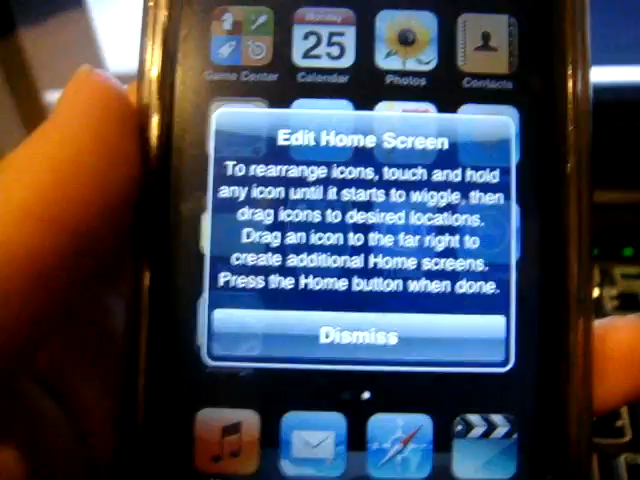 Game Center Calendar Photos Contacts
Monday
25
Edit Home Screen
To rearrange icons, touch and hold
any icon until it starts to wiggle, then
drag icons to desired locations.
Drag an icon to the far right to
create additional Home screens.
Press the Home button when done.
Dismiss